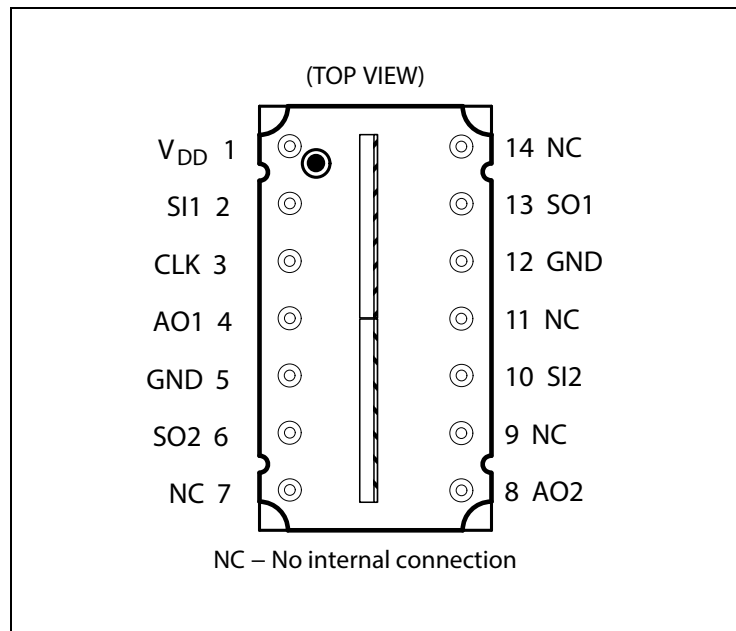 (TOP VIEW)
VDD 1
14 NC
SI1 2
13 SO1
CLK 3
12 GND
AO1 4
11 NC
GND 5
10 SI2
SO2 6
9 NC
NC 7
8 AO2
NC – No internal connection